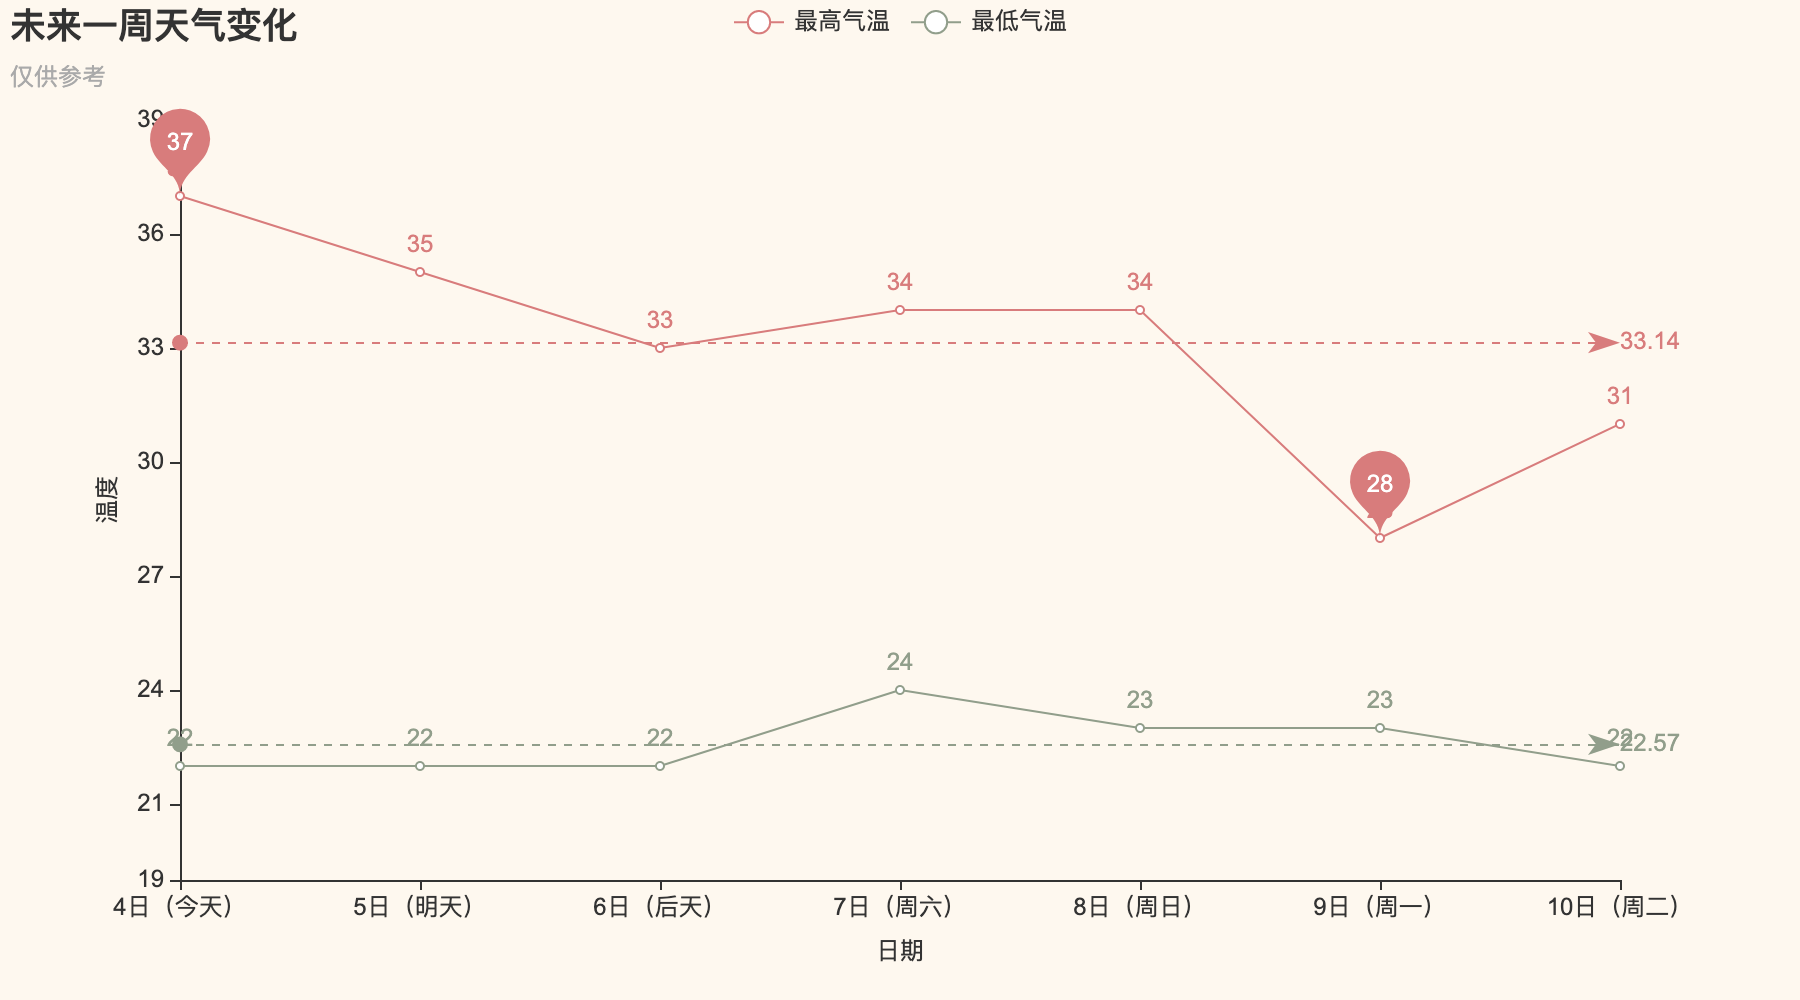 未来一周天气变化
仅供参考
最高气温
最低气温
39
36
33
30
27
24
21
19
温度
37
35
33
34
34
28
31
33.14
22
22
22
24
23
23
22
22.57
4日（今天）
5日（明天）
6日（后天）
7日（周六）
8日（周日）
9日（周一）
10日（周二）
日期